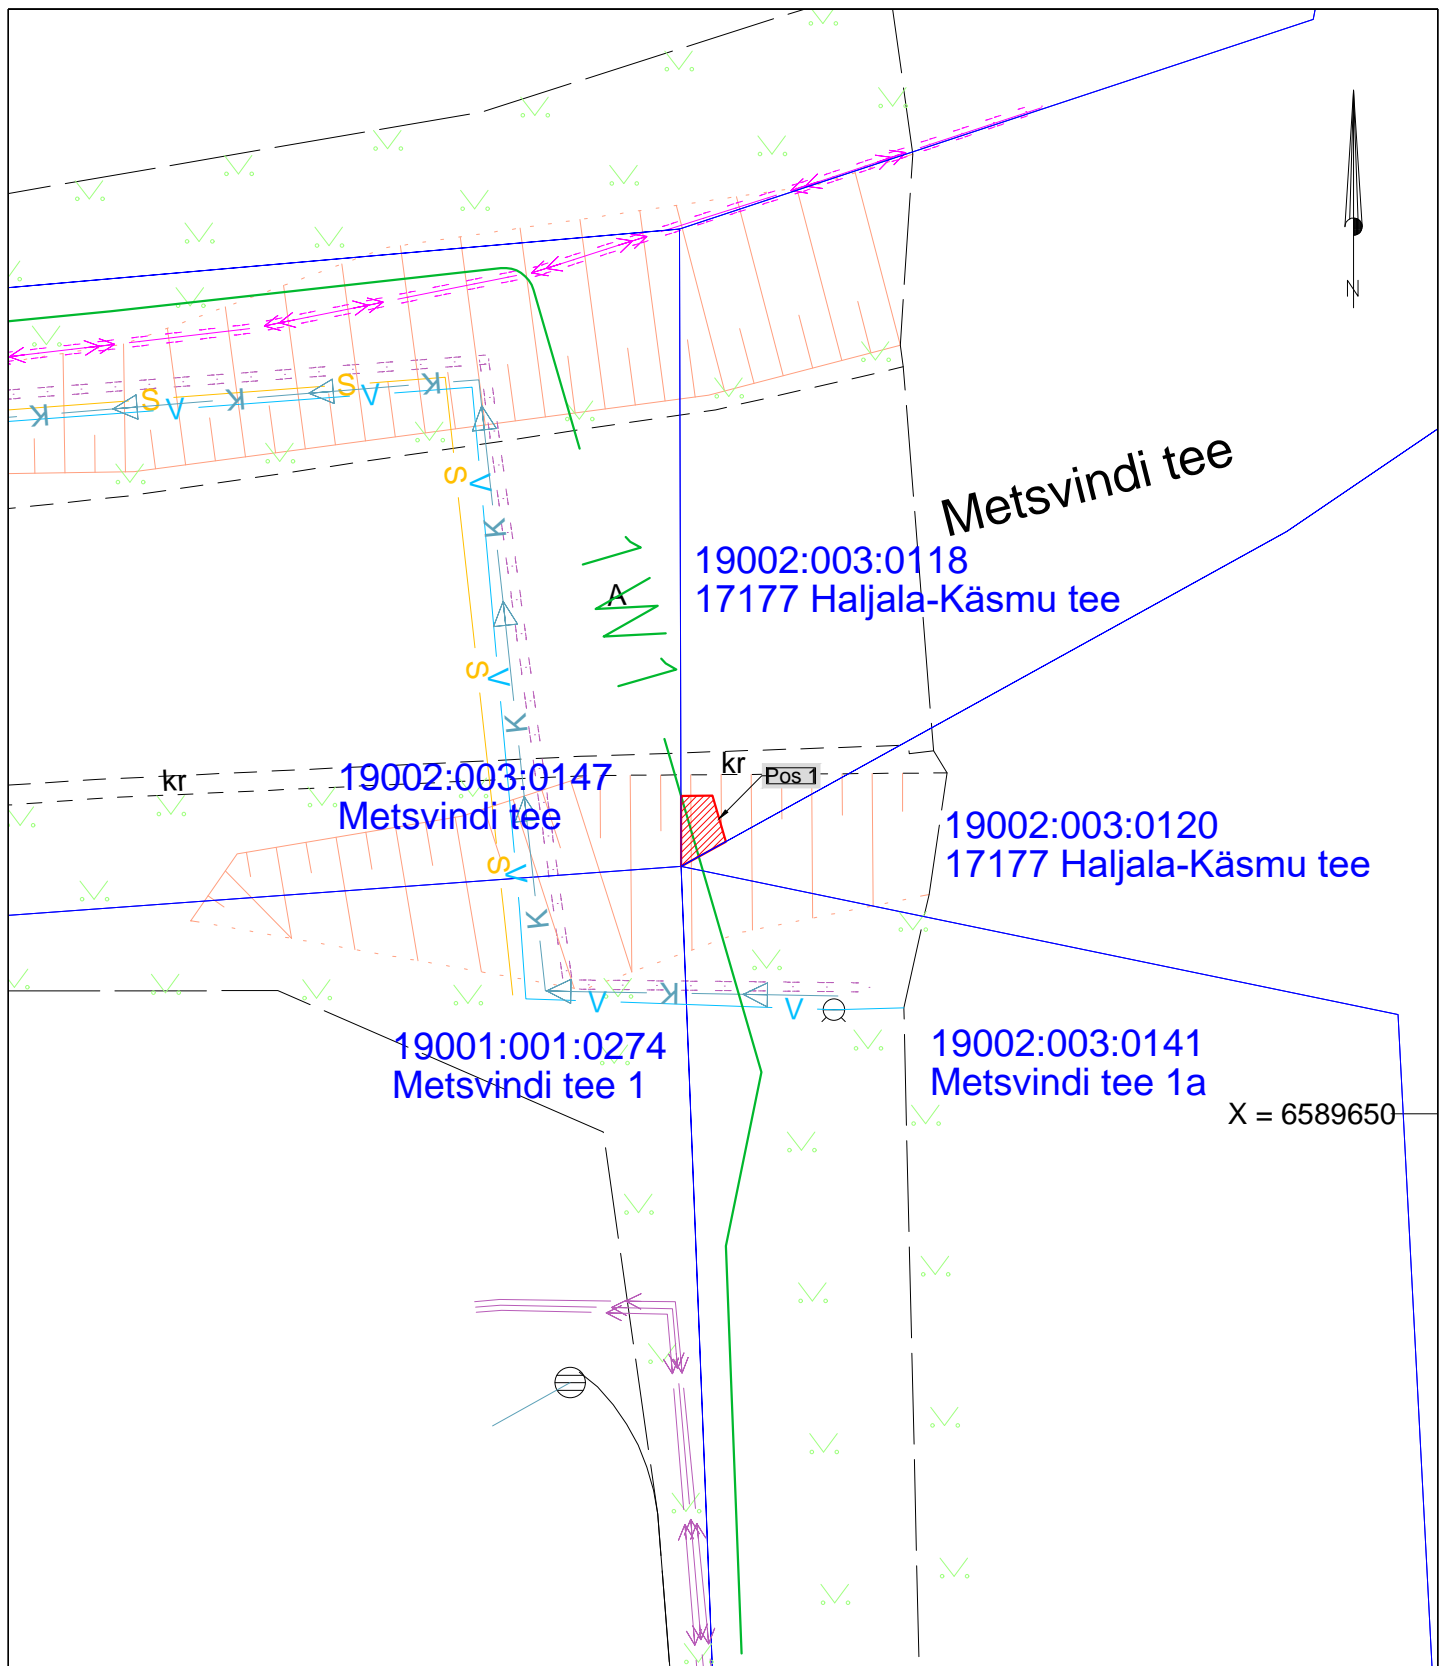 N
S
V
K
S
V
K
K
Metsvindi tee
S
V
K
19002:003:0118
17177 Haljala-Käsmu tee
A
S
V
K
kr
kr
Pos 1
19002:003:0147
Metsvindi tee
19002:003:0120
17177 Haljala-Käsmu tee
S
V
K
K
V
V
19001:001:0274
Metsvindi tee 1
19002:003:0141
Metsvindi tee 1a
X = 6589650